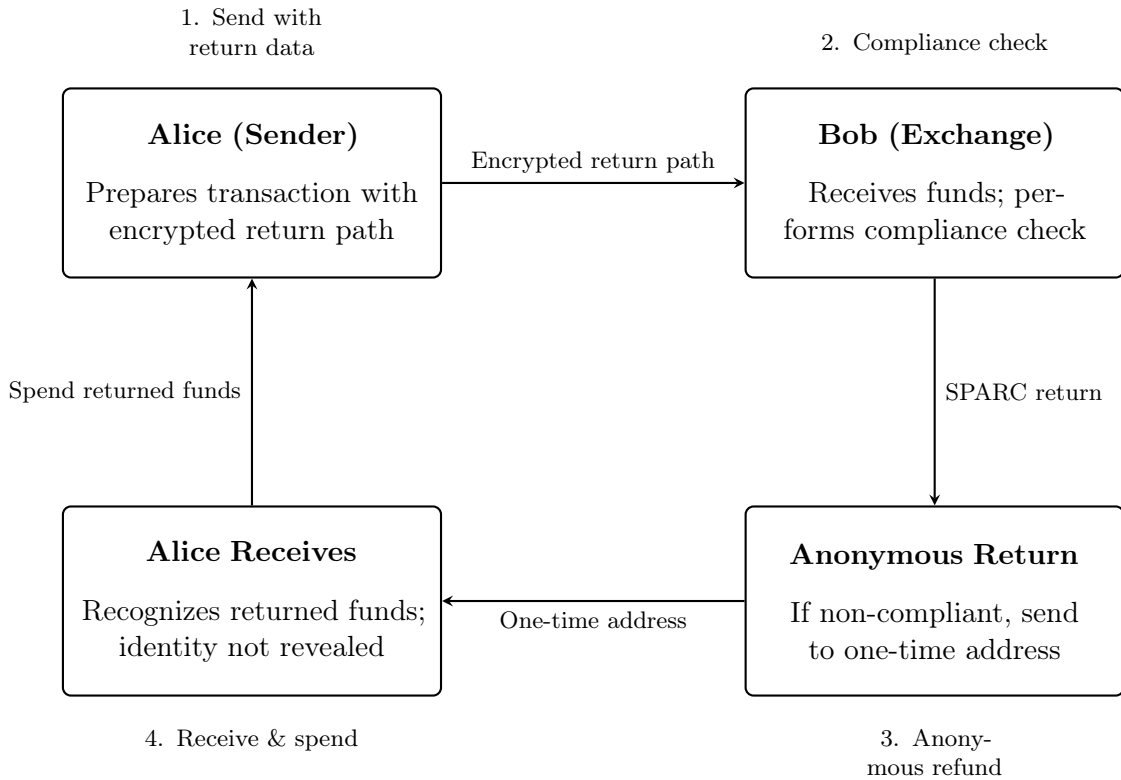 1. Send with
return data
2. Compliance check
Alice (Sender)
Prepares transaction with
encrypted return path
Encrypted return path
Bob (Exchange)
Receives funds; per-
forms compliance check
Spend returned funds
SPARC return
Alice Receives
Recognizes returned funds;
identity not revealed
One-time address
Anonymous Return
If non-compliant, send
to one-time address
4. Receive & spend
3. Anony-
mous refund